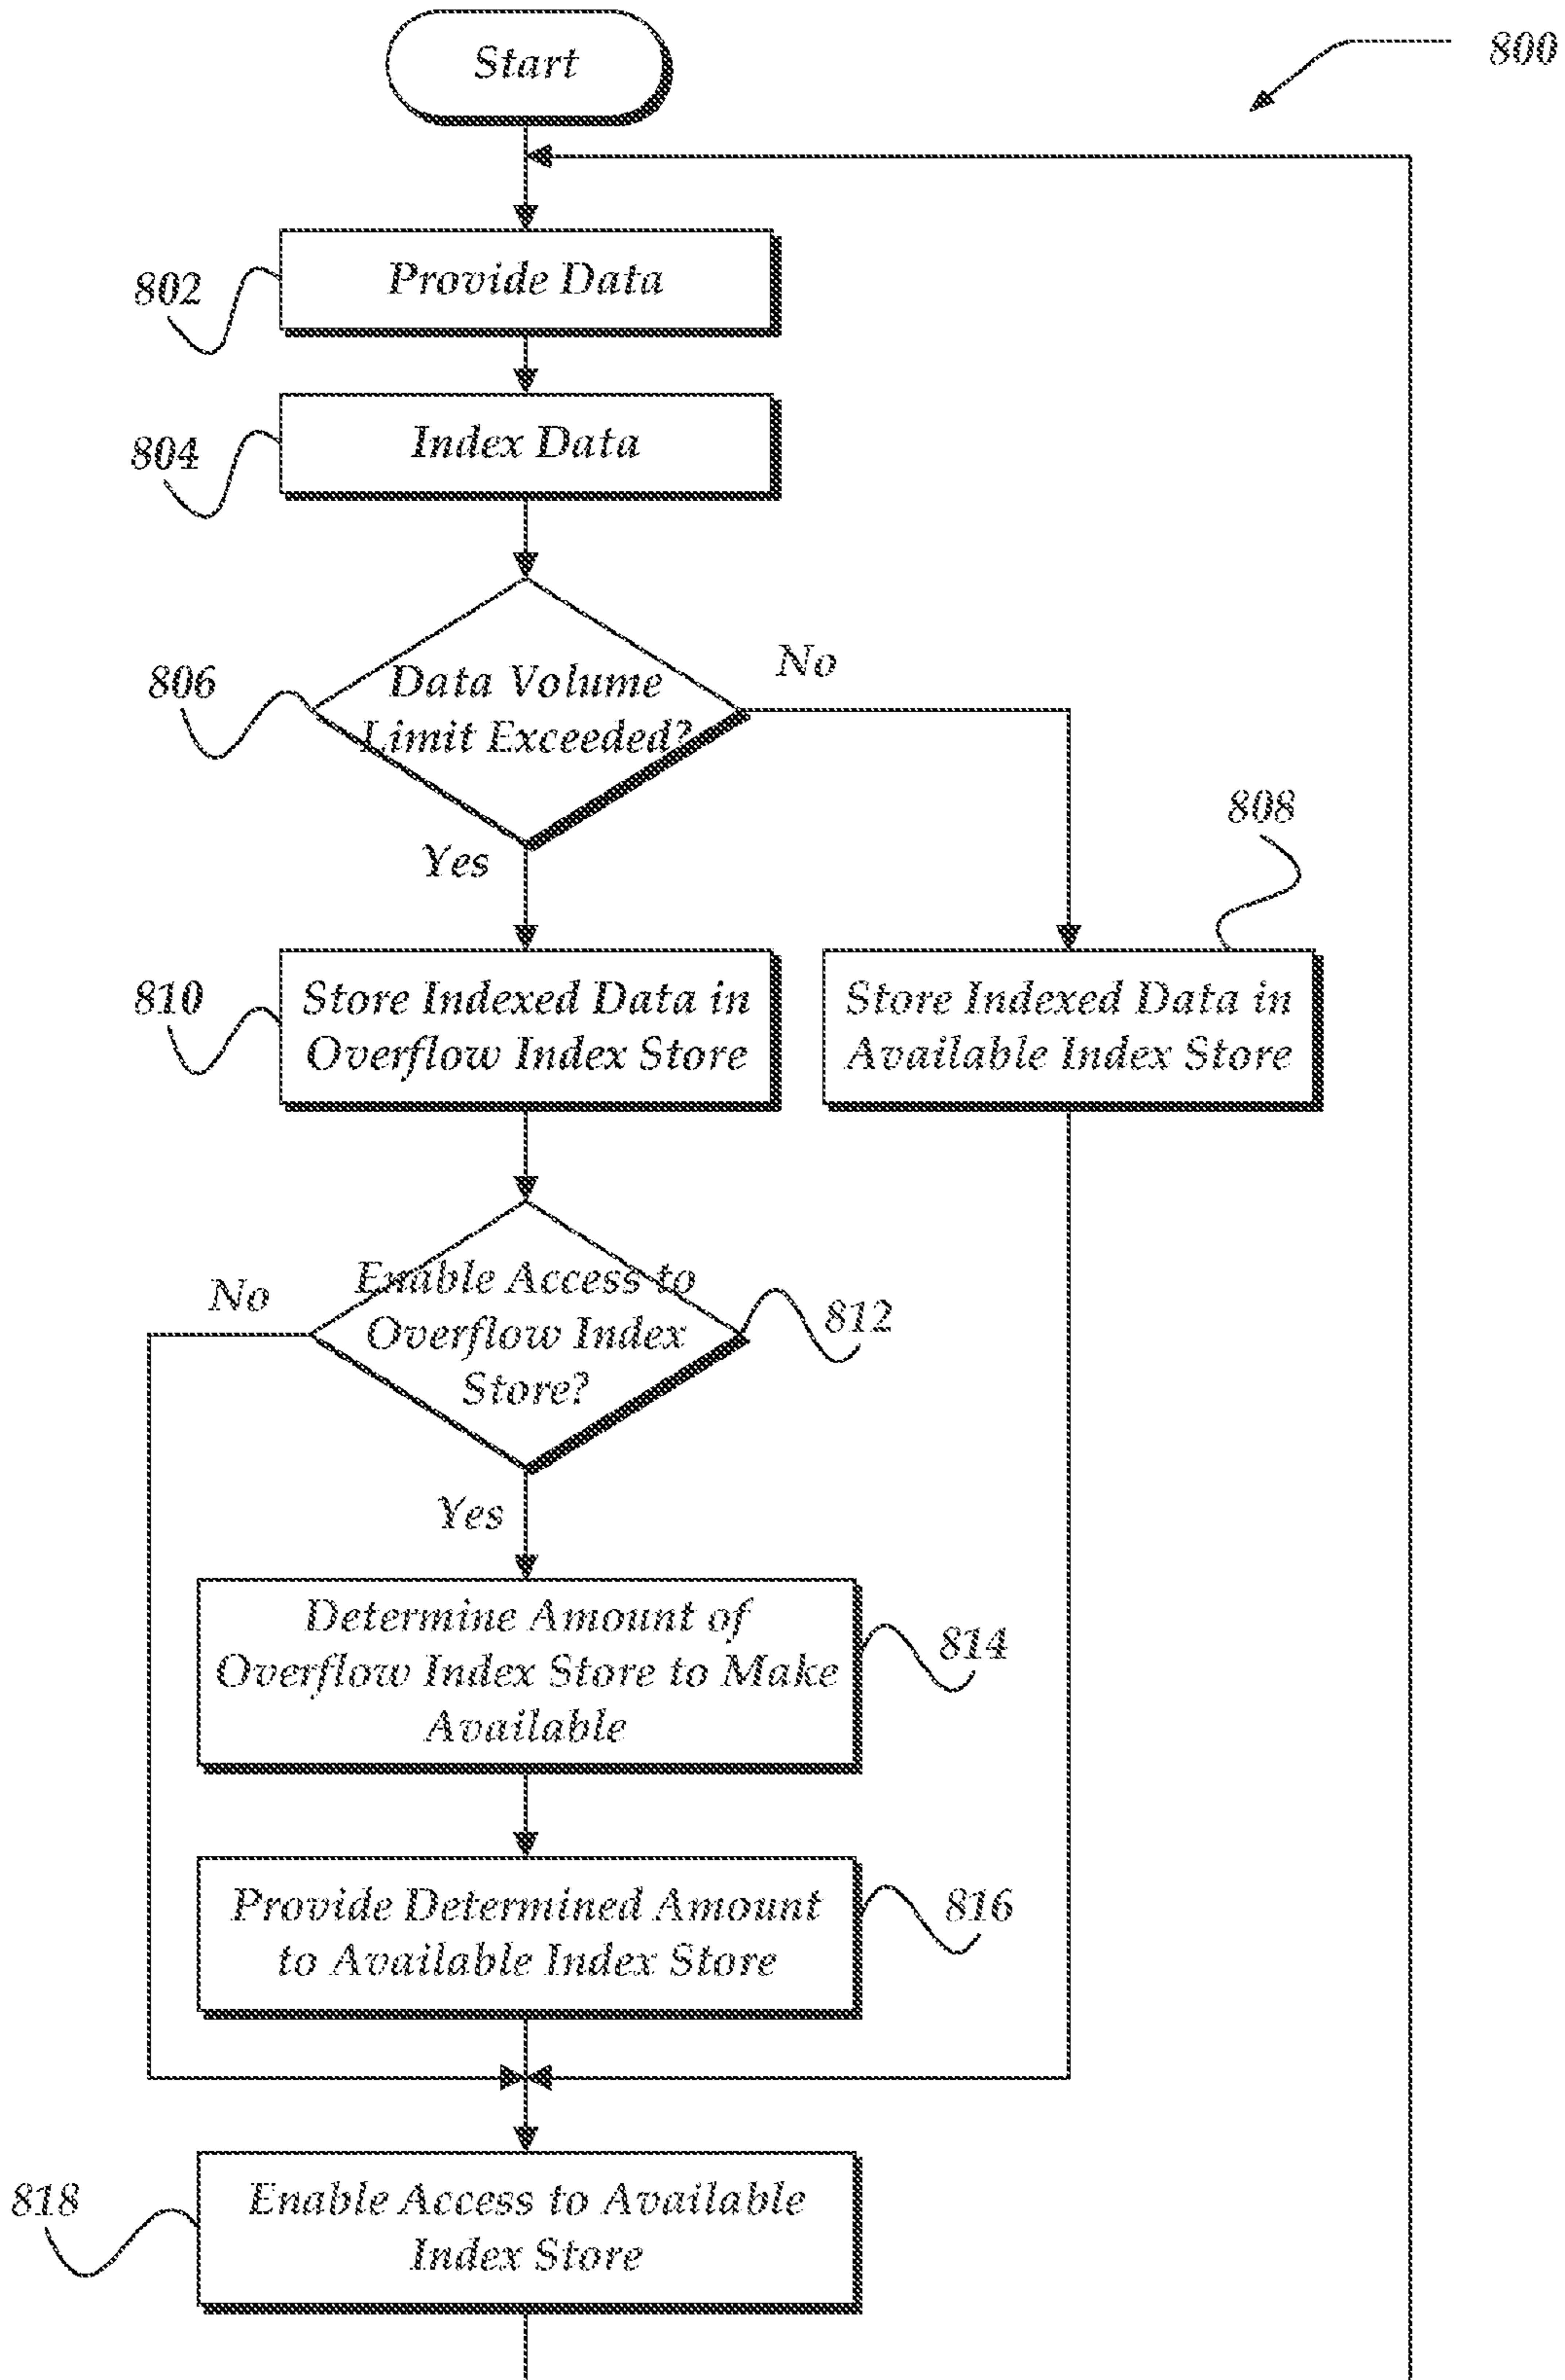 Start
800
802
Provide Data
804
Index Data
806
Data Volume
Limit Exceeded?
No
Yes
808
810
Store Indexed Data in
Overflow Index Store
Store Indexed Data in
Available Index Store
No
Enable Access to
Overflow Index
Store?
812
Yes
Determine Amount of
Overflow Index Store to Make
Available
814
Provide Determined Amount
to Available Index Store
816
818
Enable Access to Available
Index Store